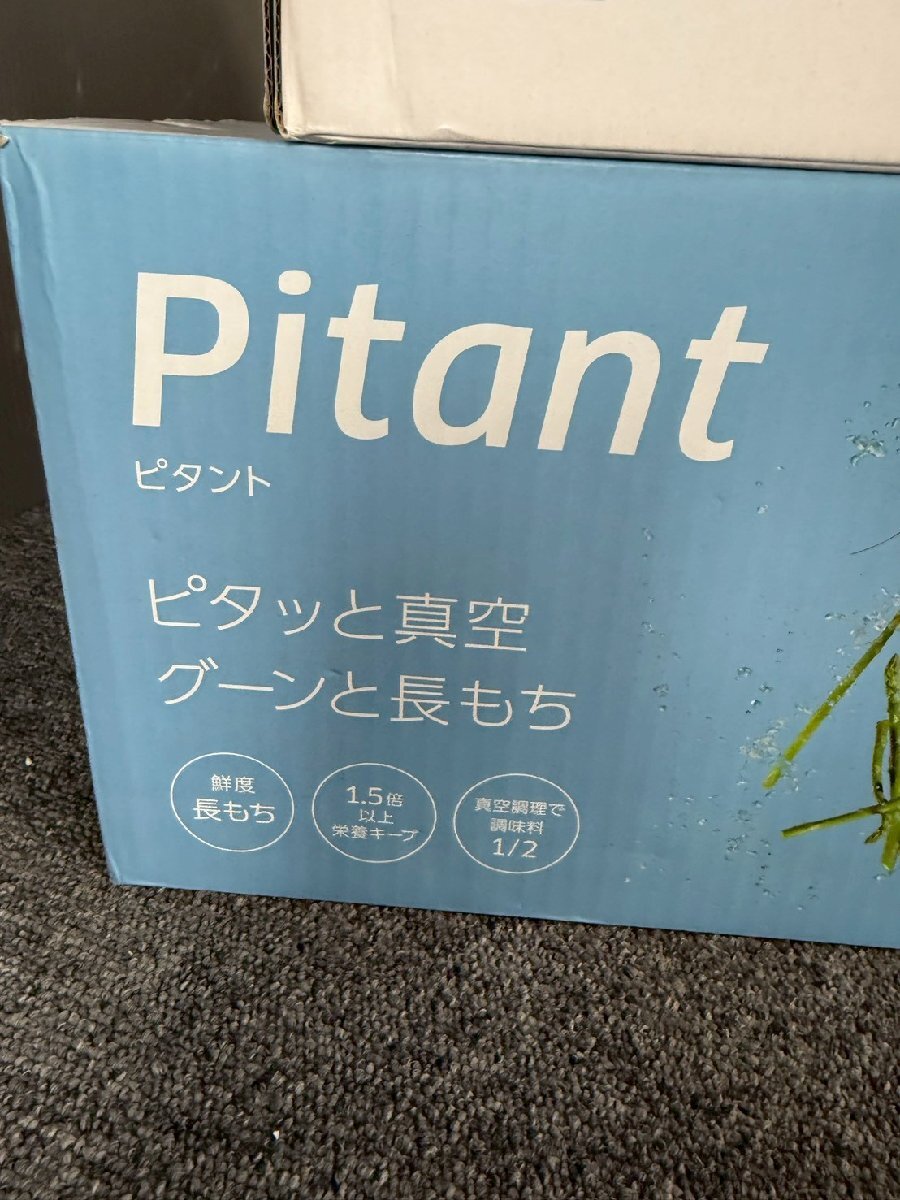 Pitant
ピタント
ピタッと真空
グーンと長もち
鮮度
長もち
1.5倍
以上
栄養キープ
真空調理で
調味料
1/2